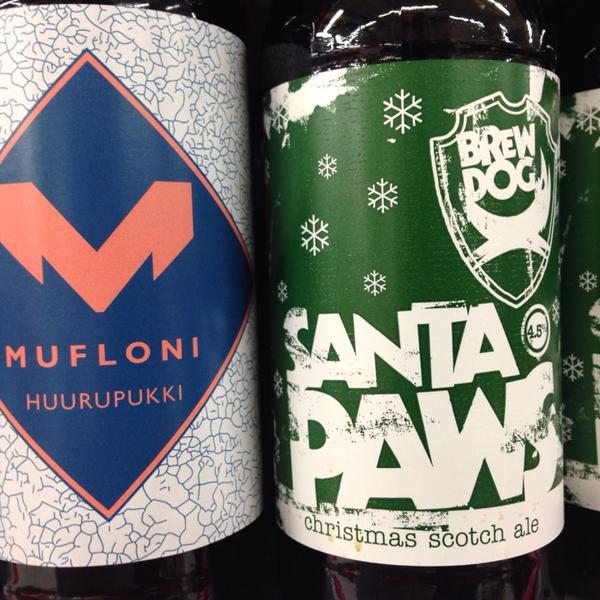 M
MUFLONI
HUURUPUKKI
BREW
DOG
SANTA
4.5%
PAWS
christmas scotch ale